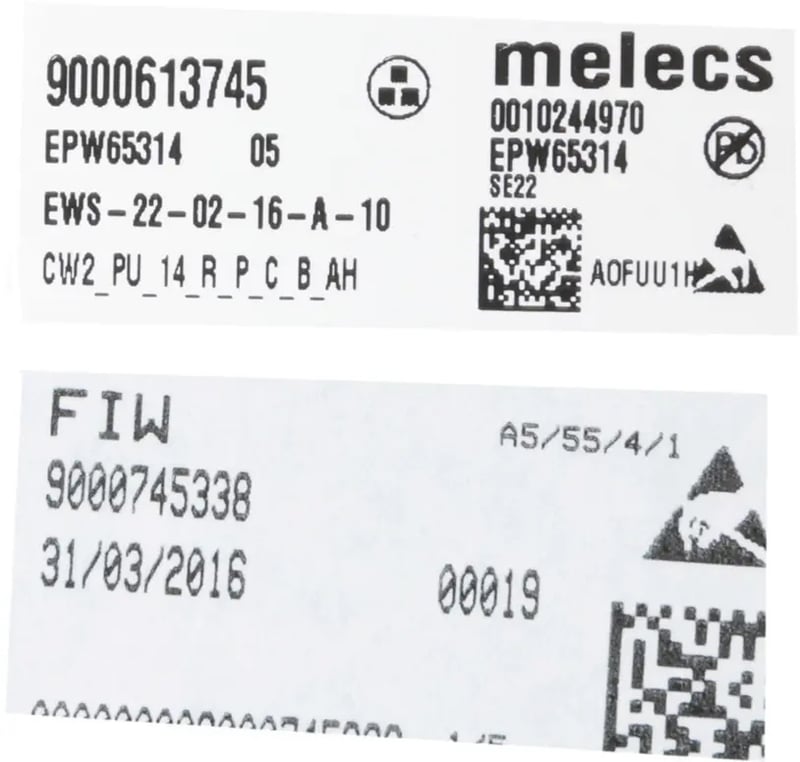 9000613745
EPW65314 05
EWS-22-02-16-A-10
CW2_PU_14_R_P_C_B_AH
melecs
0010244970
EPW65314
SE22
Pb
A0FUU1H
FIW
A5/55/4/1
9000745338
31/03/2016
00019